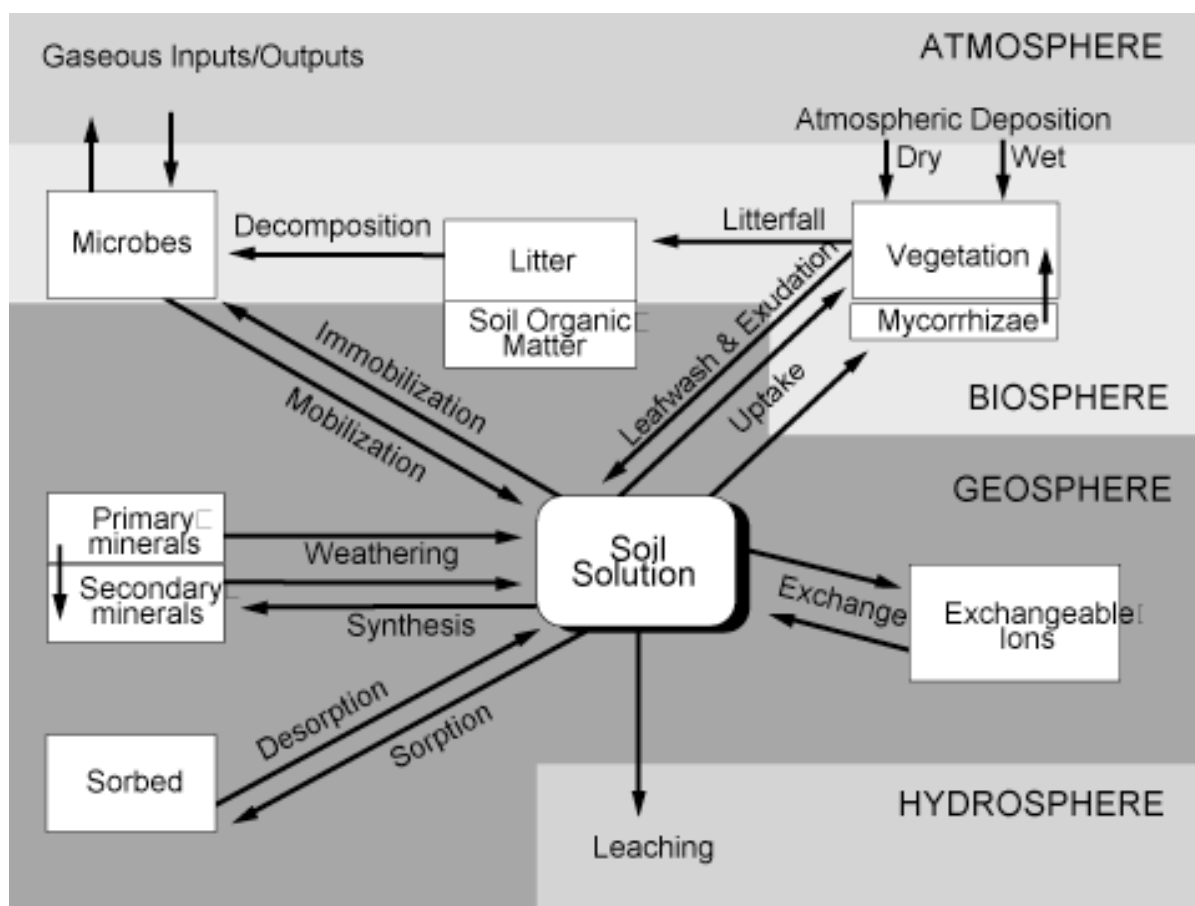 Gaseous Inputs/Outputs
ATMOSPHERE
Atmospheric Deposition
Dry
Wet
Microbes
Decomposition
Litter
Soil Organic
Matter
Litterfall
Vegetation
Mycorrhizae
Leafwash & Exudation
Uptake
BIOSPHERE
Immobilization
Mobilization
GEOSPHERE
Primary
minerals
Secondary
minerals
Weathering
Synthesis
Soil
Solution
Exchange
Exchangeable
Ions
Desorption
Sorption
Sorbed
HYDROSPHERE
Leaching